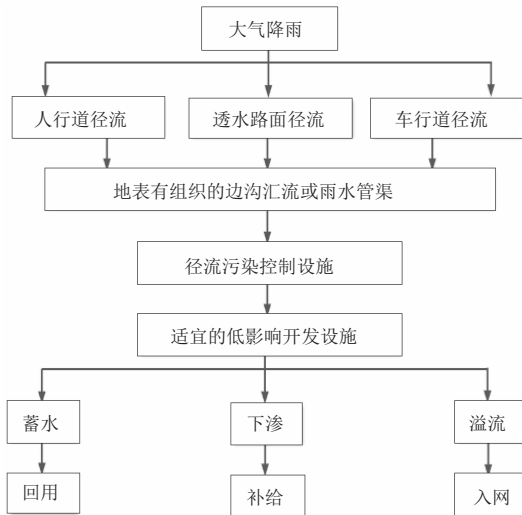 大气降雨
人行道径流
透水路面径流
车行道径流
地表有组织的边沟汇流或雨水管渠
径流污染控制设施
适宜的低影响开发设施
蓄水
下渗
溢流
回用
补给
入网